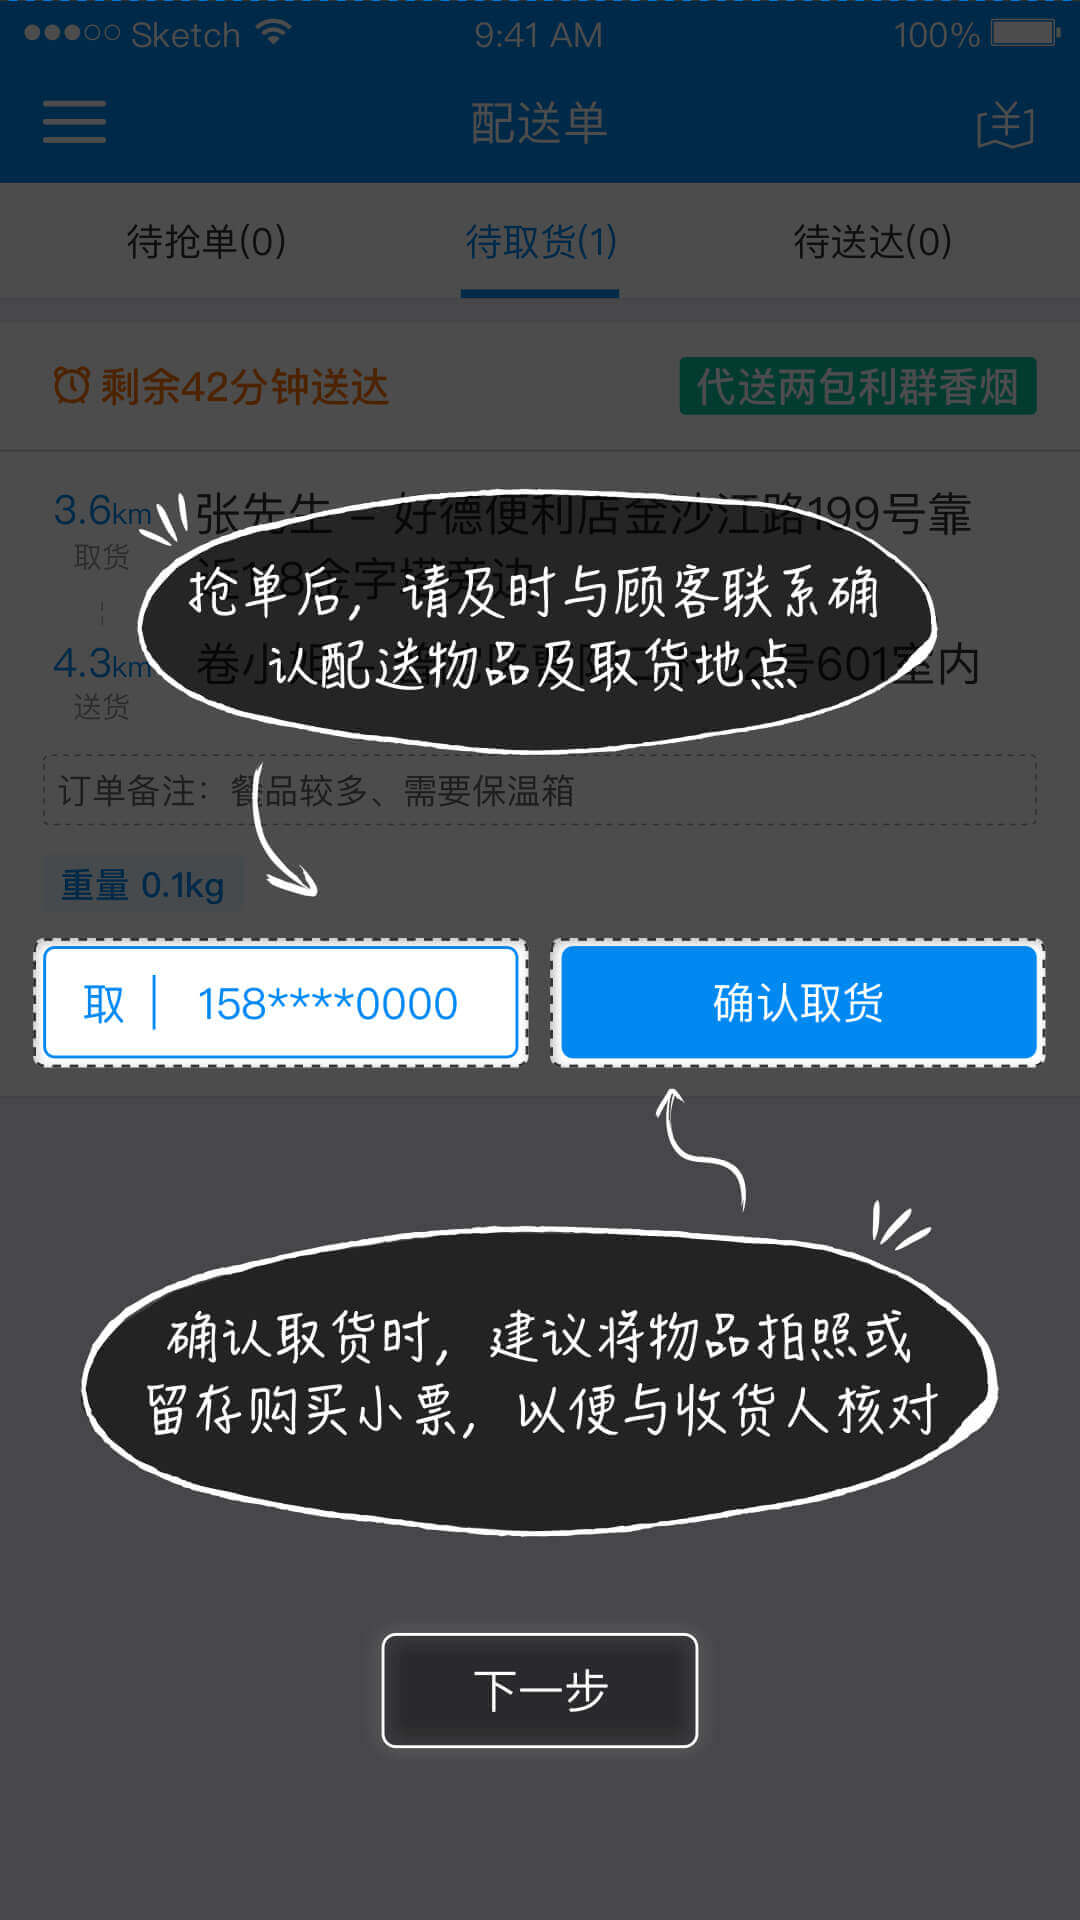 Sketch 9:41 AM 100%
配送单
待抢单(0) 待取货(1) 待送达(0)
剩余42分钟送达 代送两包利群香烟
3.6km 张先生 – 好德便利店金沙江路199号靠
取货
抢单后，请及时与顾客联系确
认配送物品及取货地点
4.3km 卷小姐 号601室内
送货
订单备注：餐品较多、需要保温箱
重量 0.1kg
取 158****0000 确认取货
确认取货时，建议将物品拍照或
留存购买小票，以便与收货人核对
下一步